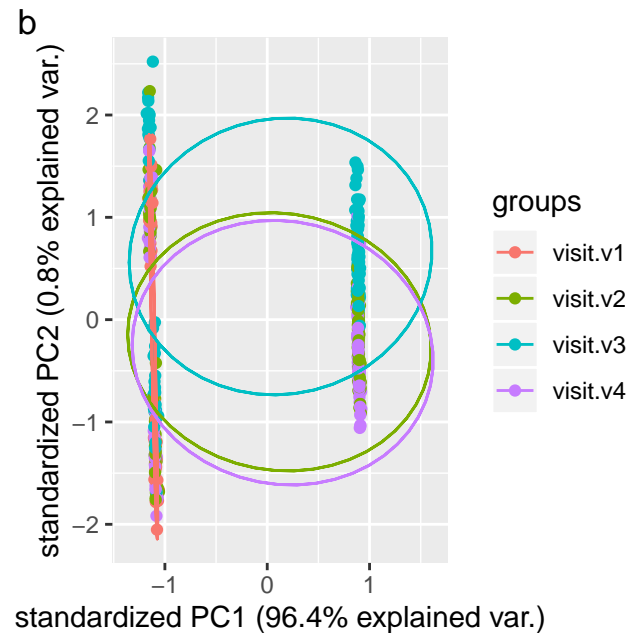 b
standardized PC2 (0.8% explained var.)
2
1
0
−1
−2
−1 0 1
standardized PC1 (96.4% explained var.)
groups
visit.v1
visit.v2
visit.v3
visit.v4